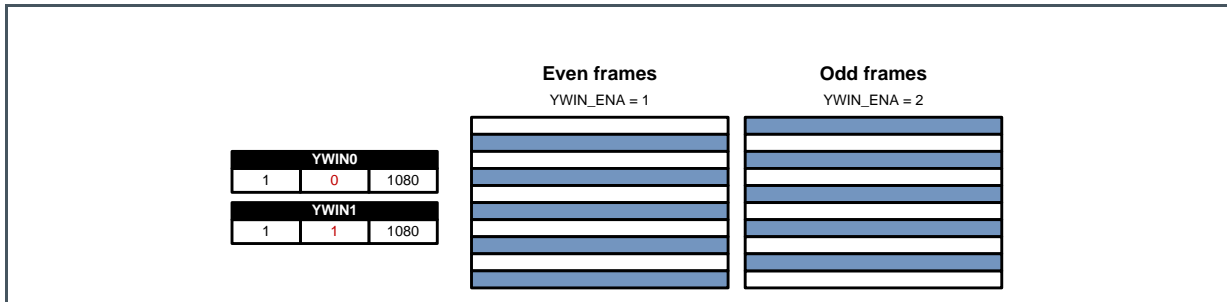 Even frames Odd frames
YWIN_ENA = 1 YWIN_ENA = 2
YWIN0
1 0 1080
YWIN1
1 1 1080